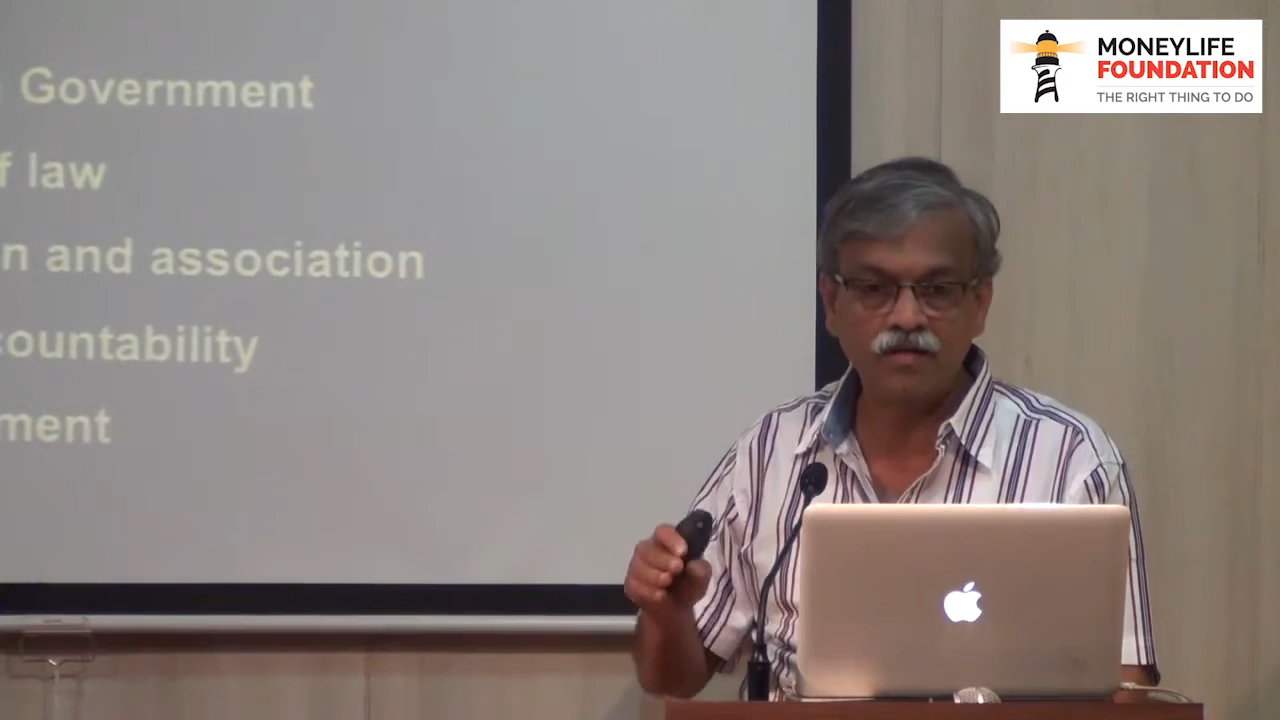 Government
f law
n and association
countability
ment
MONEYLIFE
FOUNDATION
THE RIGHT THING TO DO